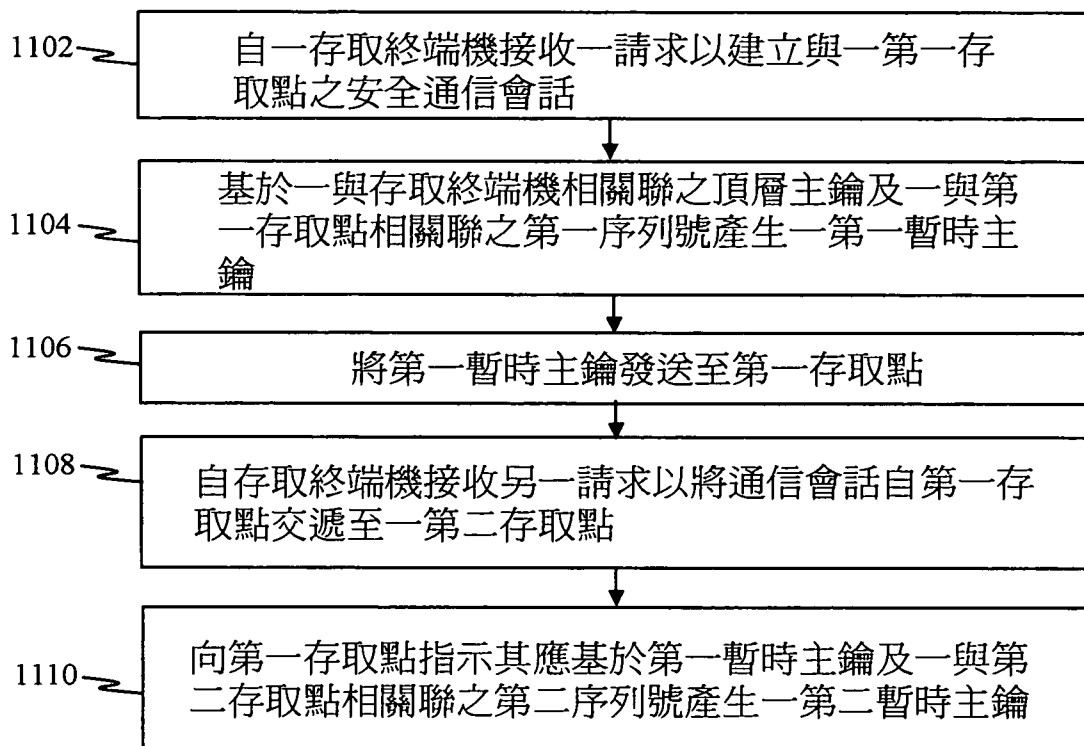 1102
自一存取終端機接收一請求以建立與一第一存
取點之安全通信會話
1104
基於一與存取終端機相關聯之頂層主鑰及一與第
一存取點相關聯之第一序列號產生一第一暫時主
鑰
1106
將第一暫時主鑰發送至第一存取點
1108
自存取終端機接收另一請求以將通信會話自第一存
取點交遞至一第二存取點
1110
向第一存取點指示其應基於第一暫時主鑰及一與第
二存取點相關聯之第二序列號產生一第二暫時主鑰